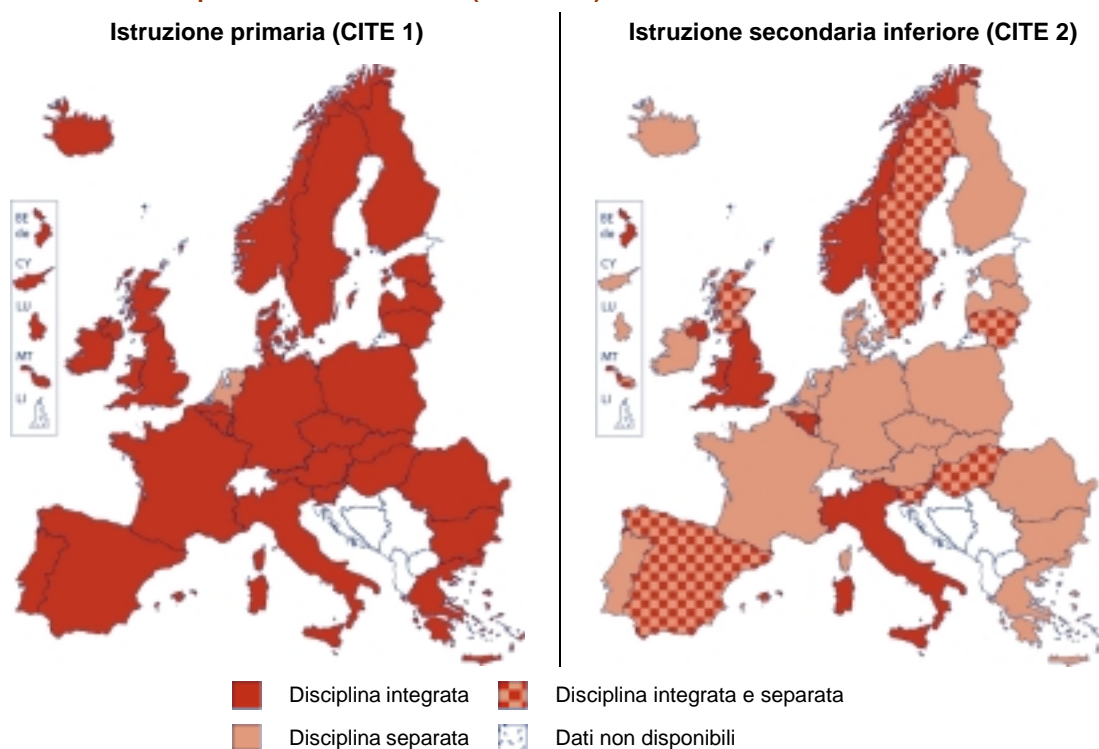 Istruzione primaria (CITE 1)
Istruzione secondaria inferiore (CITE 2)
BE
de
CY
LU
MT
LI
BE
de
CY
LU
MT
LI
Disciplina integrata
Disciplina integrata e separata
Disciplina separata
Dati non disponibili